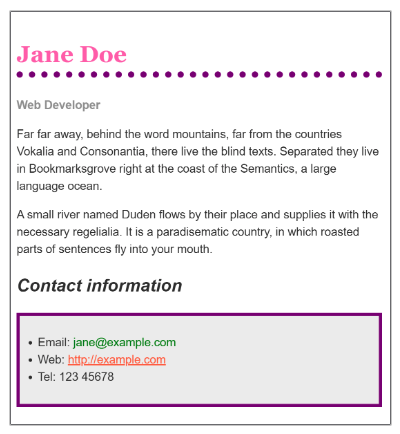 Jane Doe
Web Developer
Far far away, behind the word mountains, far from the countries
Vokalia and Consonantia, there live the blind texts. Separated they live
in Bookmarksgrove right at the coast of the Semantics, a large
language ocean.
A small river named Duden flows by their place and supplies it with the
necessary regelialia. It is a paradisematic country, in which roasted
parts of sentences fly into your mouth.
Contact information
• Email: jane@example.com
• Web: http://example.com
• Tel: 123 45678